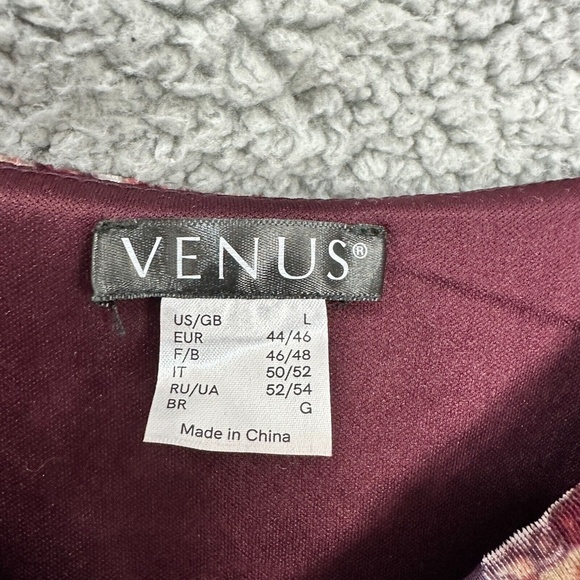 VENUS®
US/GB L
EUR 44/46
F/B 46/48
IT 50/52
RU/UA 52/54
BR G
Made in China